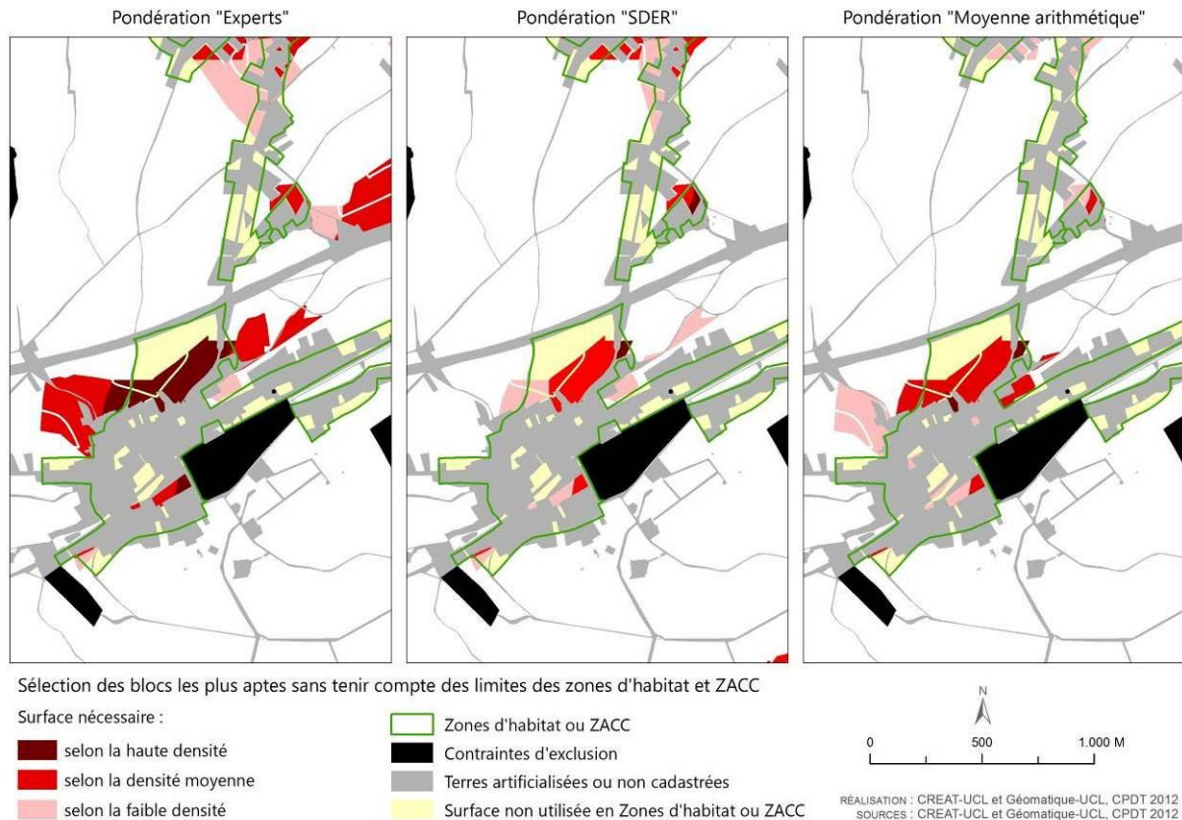 Pondération "Experts"
Pondération "SDER"
Pondération "Moyenne arithmétique"
Sélection des blocs les plus aptes sans tenir compte des limites des zones d'habitat et ZACC
Surface nécessaire :
selon la haute densité
selon la densité moyenne
selon la faible densité
Zones d'habitat ou ZACC
Contraintes d'exclusion
Terres artificialisées ou non cadastrées
Surface non utilisée en Zones d'habitat ou ZACC
N
0 500 1.000 M
RÉALISATION : CREAT-UCL et Géomatique-UCL, CPDT 2012
SOURCES : CREAT-UCL et Géomatique-UCL, CPDT 2012